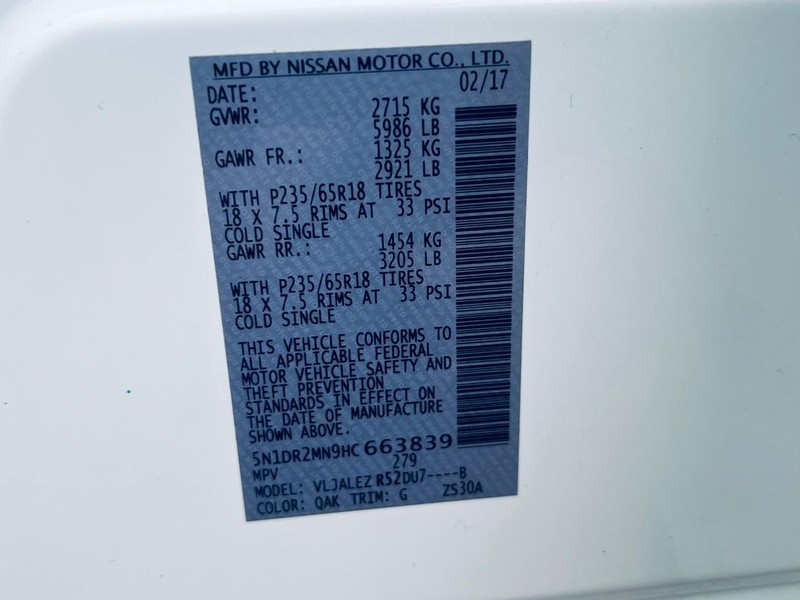 MFD BY NISSAN MOTOR CO., LTD.
DATE: 02/17
GVWR: 2715 KG
5986 LB
GAWR FR.: 1325 KG
2921 LB
WITH P235/65R18 TIRES
18 X 7.5 RIMS AT 33 PSI
COLD SINGLE
GAWR RR.: 1454 KG
3205 LB
WITH P235/65R18 TIRES
18 X 7.5 RIMS AT 33 PSI
COLD SINGLE
THIS VEHICLE CONFORMS TO
ALL APPLICABLE FEDERAL
MOTOR VEHICLE SAFETY AND
THEFT PREVENTION
STANDARDS IN EFFECT ON
THE DATE OF MANUFACTURE
SHOWN ABOVE.
5N1DR2MN9HC663839
MPV 279
MODEL: VLJALEZ R52DU7----B
COLOR: QAK TRIM: G ZS30A